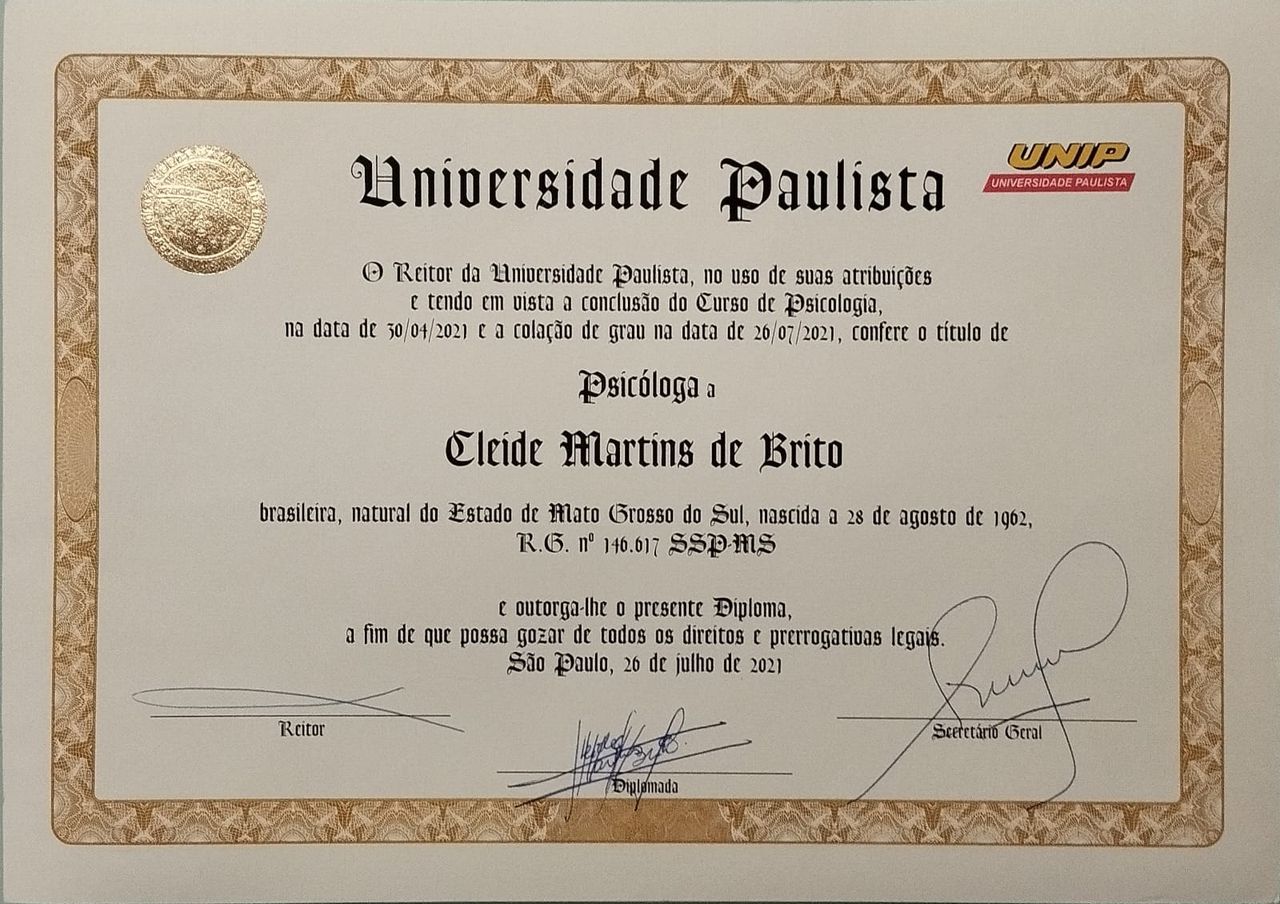 Universidade Paulista
UNIP
UNIVERSIDADE PAULISTA
O Reitor da Universidade Paulista, no uso de suas atribuições
e tendo em vista a conclusão do Curso de Psicologia,
na data de 30/04/2021 e a colação de grau na data de 26/07/2021, confere o título de
Psicóloga a
Cleide Martins de Brito
brasileira, natural do Estado de Mato Grosso do Sul, nascida a 28 de agosto de 1962,
R.G. nº 146.617 SSP-MS
e outorga-lhe o presente Diploma,
a fim de que possa gozar de todos os direitos e prerrogativas legais.
São Paulo, 26 de julho de 2021
Reitor
Secretário Geral
Diplomada